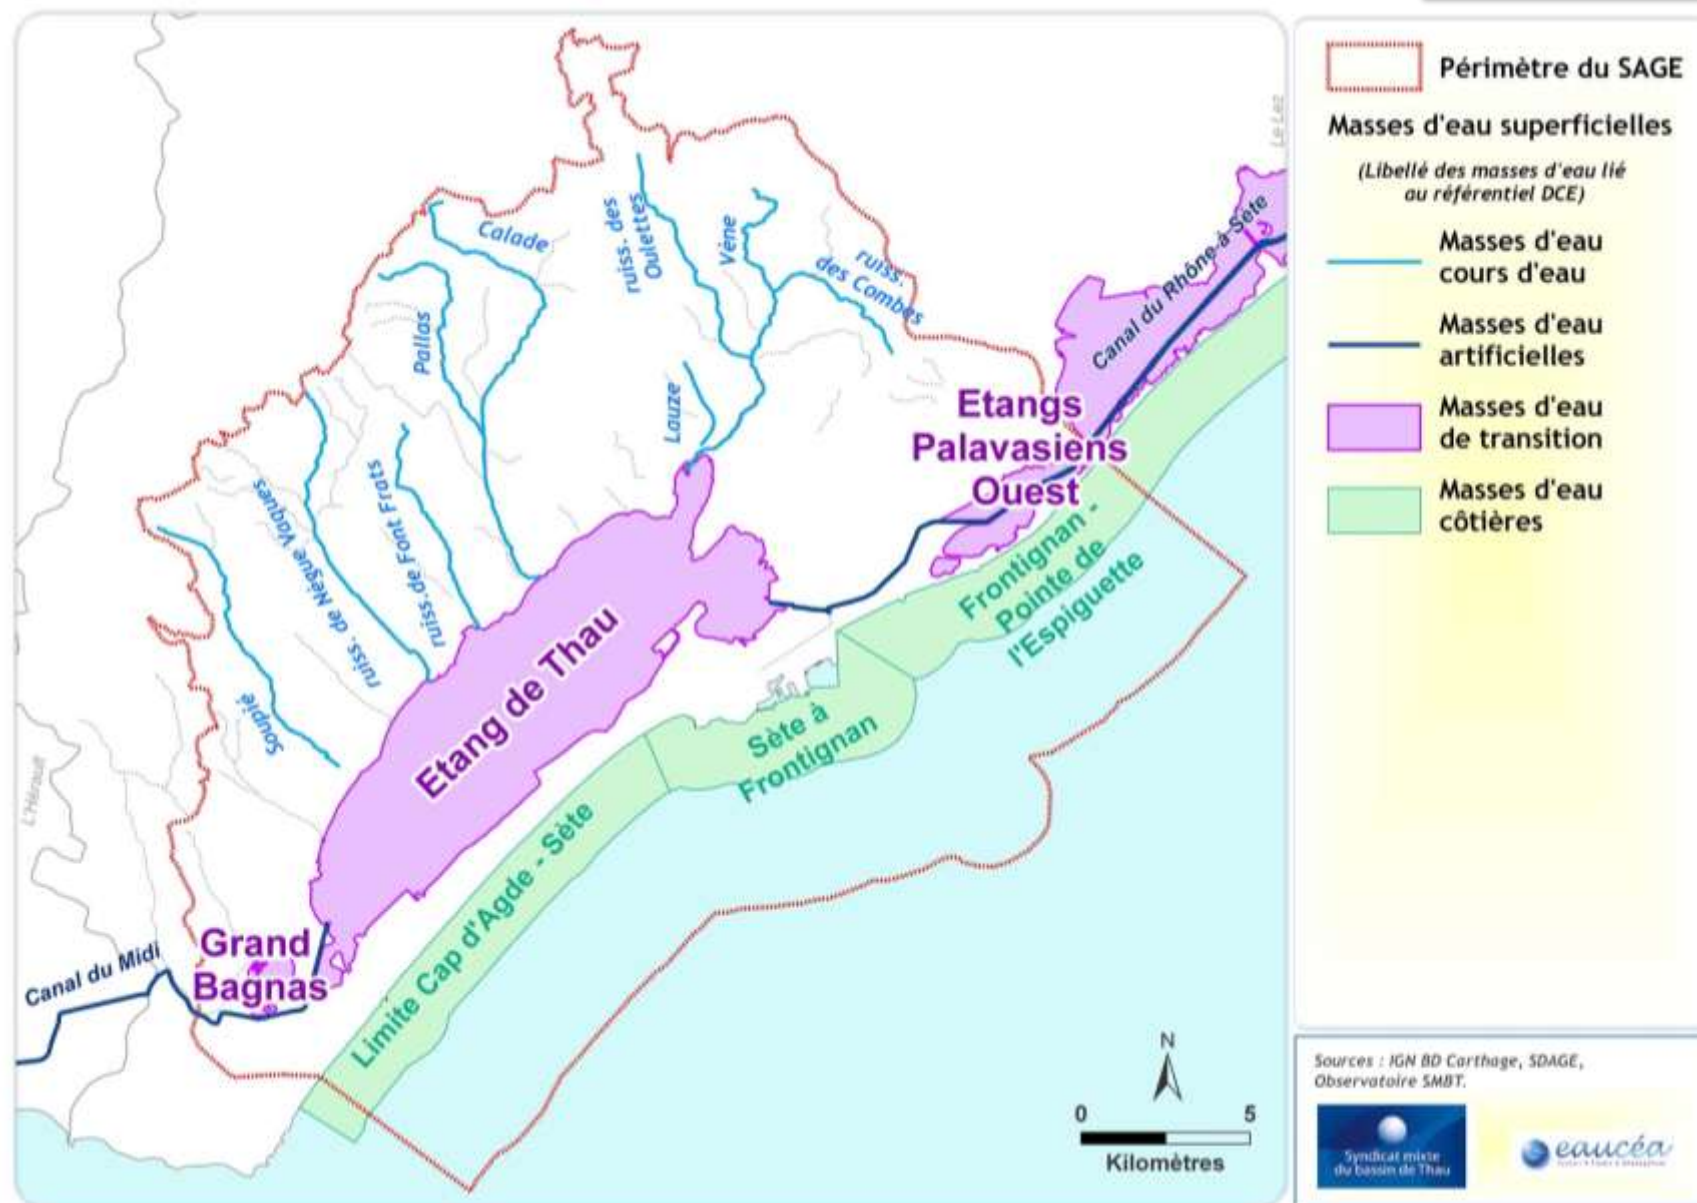 Le Lez
Calade
ruiss. des
Oulettes
Vène
ruiss.
des Combes
Canal du Rhône-à-Sète
Pallas
Lauze
Etangs
Palavasiens
Ouest
ruiss. de Nègue Vaques
ruiss. de Font Frats
Frontignan -
Pointe de
l'Espiguette
Soupié
Etang de Thau
Sète à
Frontignan
L'Hérault
Limite Cap d'Agde - Sète
Grand
Bagnas
Canal du Midi
N
0 5
Kilomètres
Périmètre du SAGE
Masses d'eau superficielles
(Libellé des masses d'eau lié
au référentiel DCE)
Masses d'eau
cours d'eau
Masses d'eau
artificielles
Masses d'eau
de transition
Masses d'eau
côtières
Sources : IGN BD Carthage, SDAGE,
Observatoire SMBT.
Syndicat mixte
du bassin de Thau
eaucéa